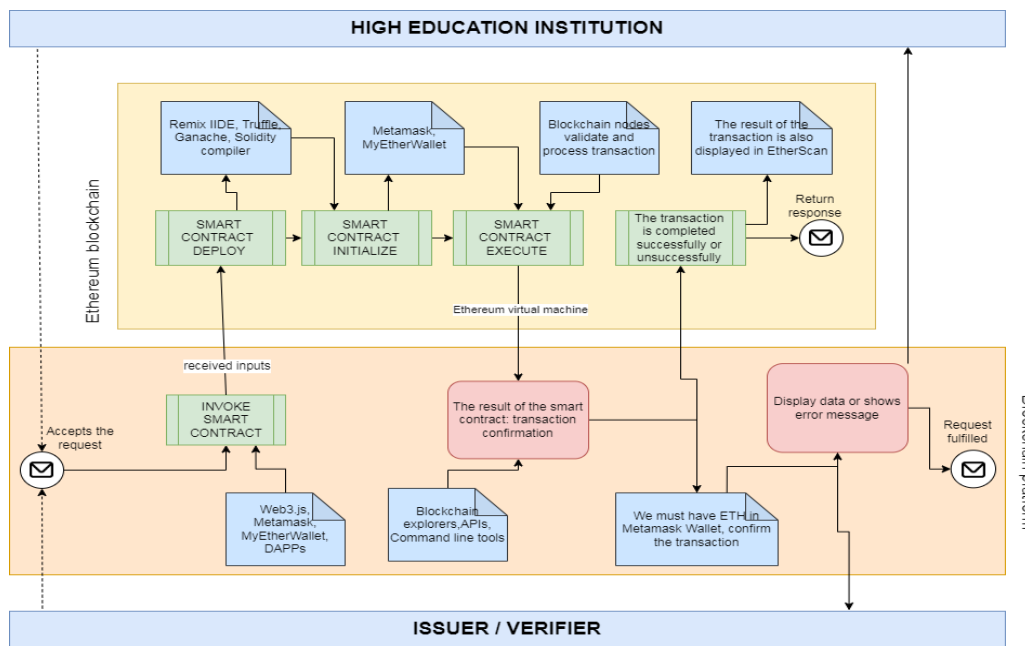 HIGH EDUCATION INSTITUTION
Ethereum blockchain
Remix IIDE, Truffle,
Ganache, Solidity
compiler
Metamask,
MyEtherWallet
Blockchain nodes
validate and
process transaction
The result of the
transaction is also
displayed in EtherScan
SMART
CONTRACT
DEPLOY
SMART
CONTRACT
INITIALIZE
SMART
CONTRACT
EXECUTE
The transaction
is completed
successfully or
unsuccessfully
Return
response
Ethereum virtual machine
received inputs
INVOKE
SMART
CONTRACT
The result of the smart
contract: transaction
confirmation
Display data or shows
error message
Accepts the
request
Request
fulfilled
Web3.js,
Metamask,
MyEtherWallet,
DAPPs
Blockchain
explorers,APIs,
Command line tools
We must have ETH in
Metamask Wallet, confirm
the transaction
ISSUER / VERIFIER